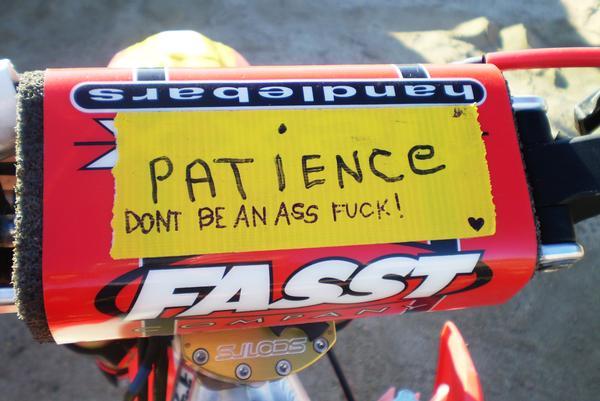 handlebars
PATIENCe
DONT BE AN ASS FUCK!
FASST
COMPANY
SCOTTS